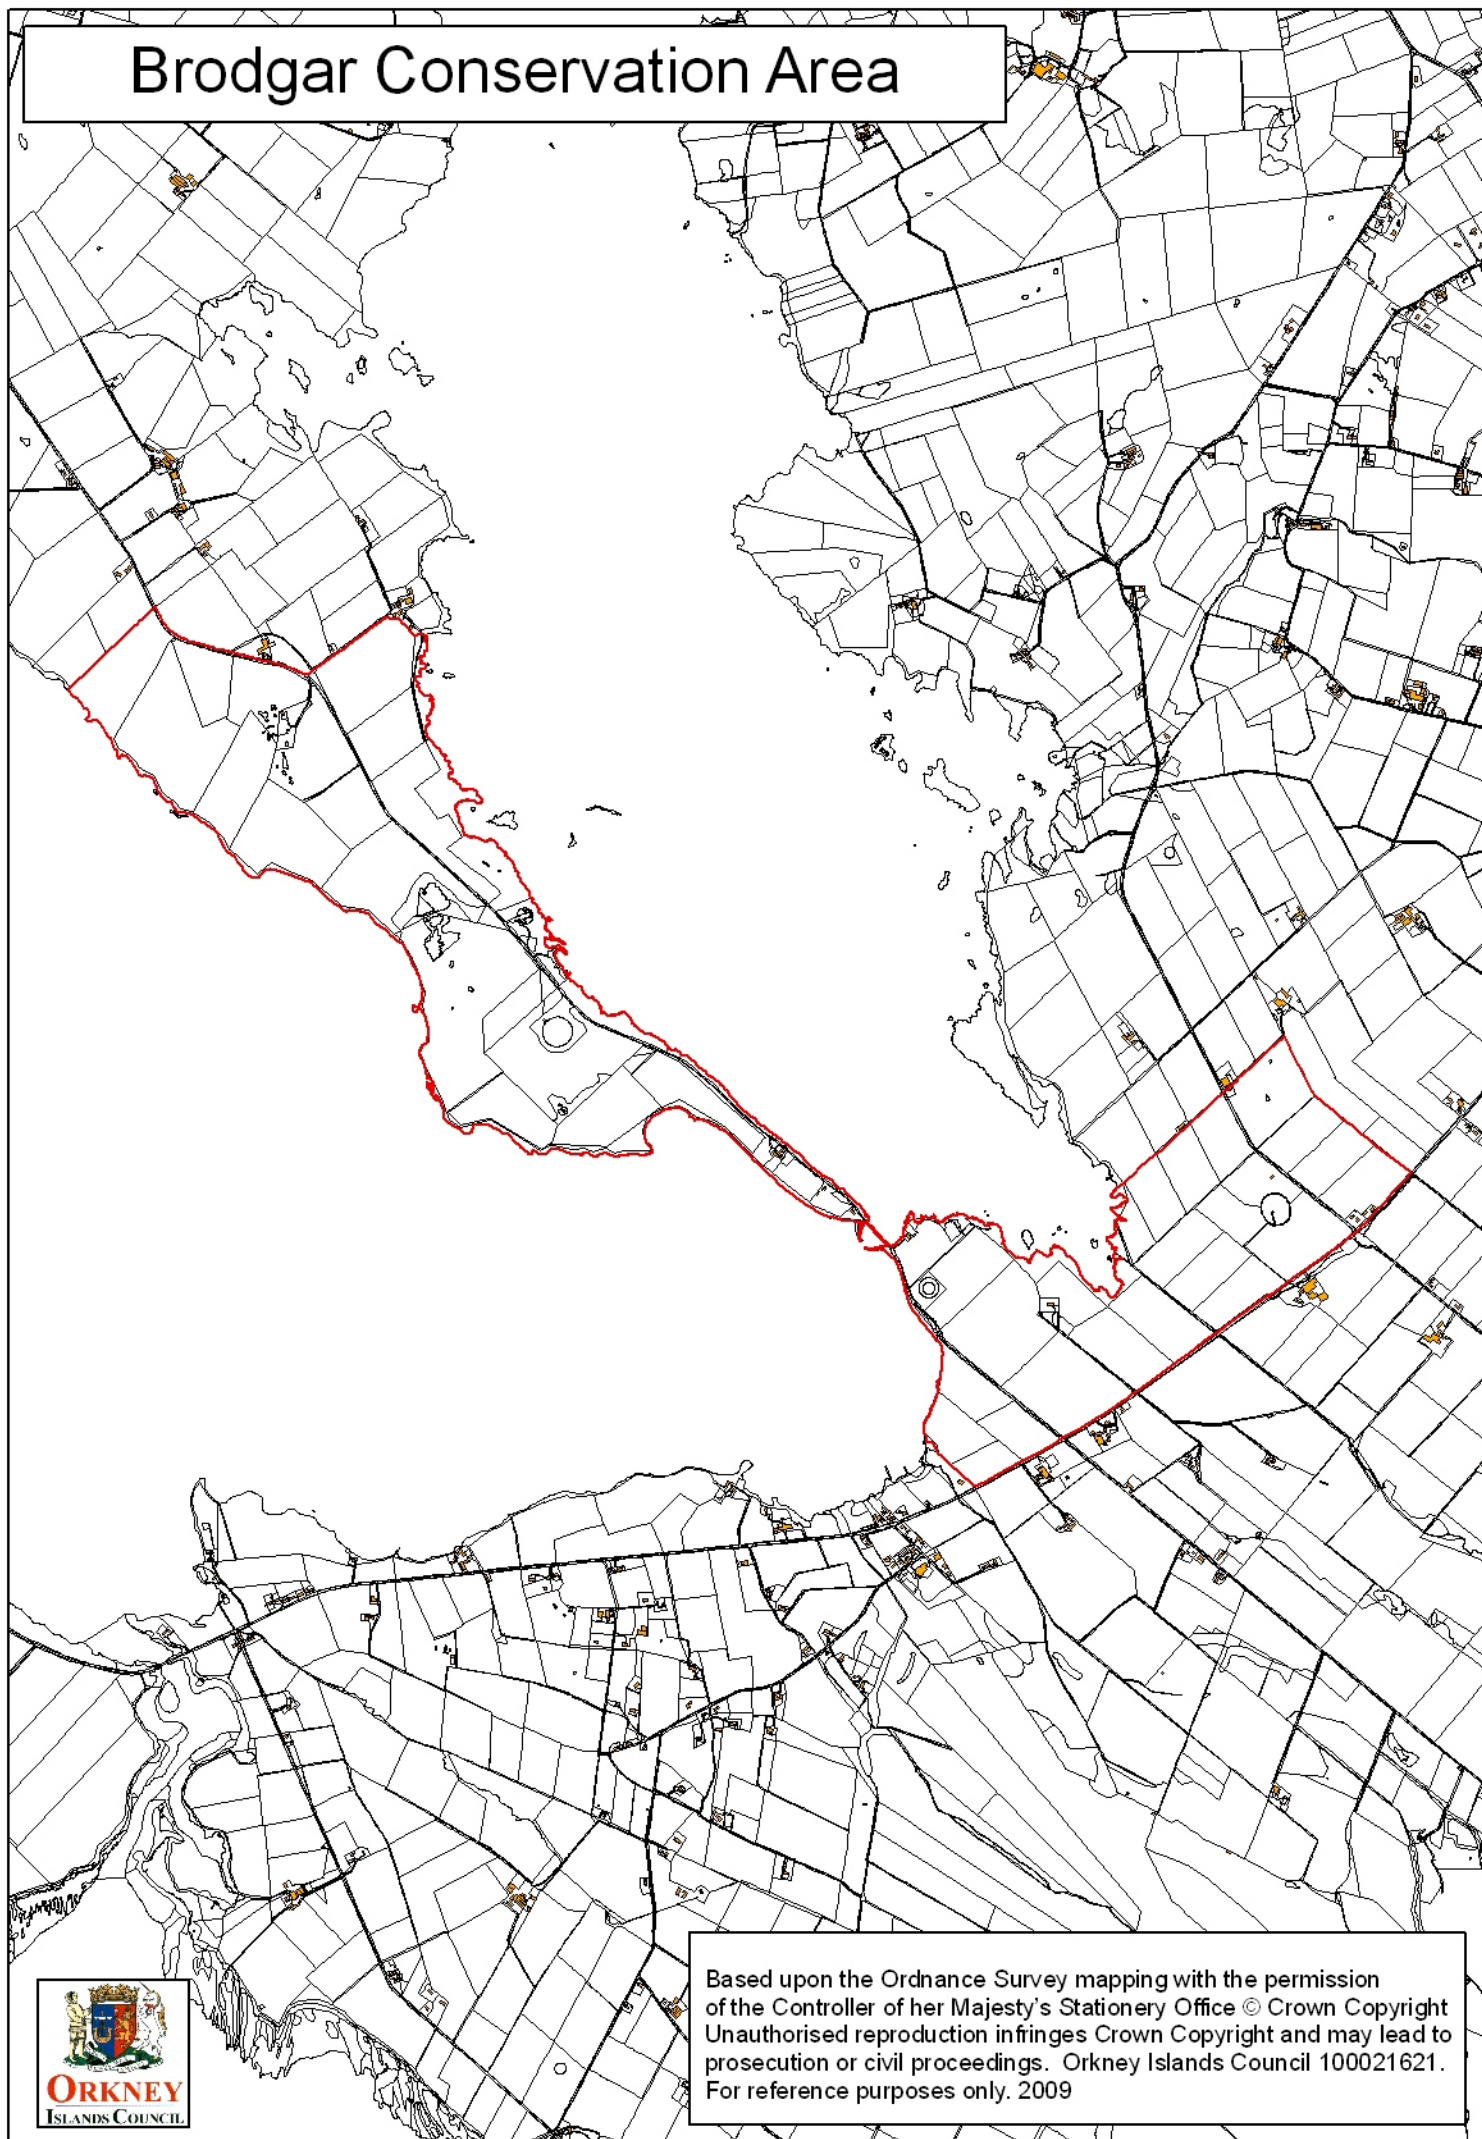 Brodgar Conservation Area
Based upon the Ordnance Survey mapping with the permission
of the Controller of her Majesty's Stationery Office © Crown Copyright
Unauthorised reproduction infringes Crown Copyright and may lead to
prosecution or civil proceedings. Orkney Islands Council 100021621.
For reference purposes only. 2009
ORKNEY
ISLANDS COUNCIL